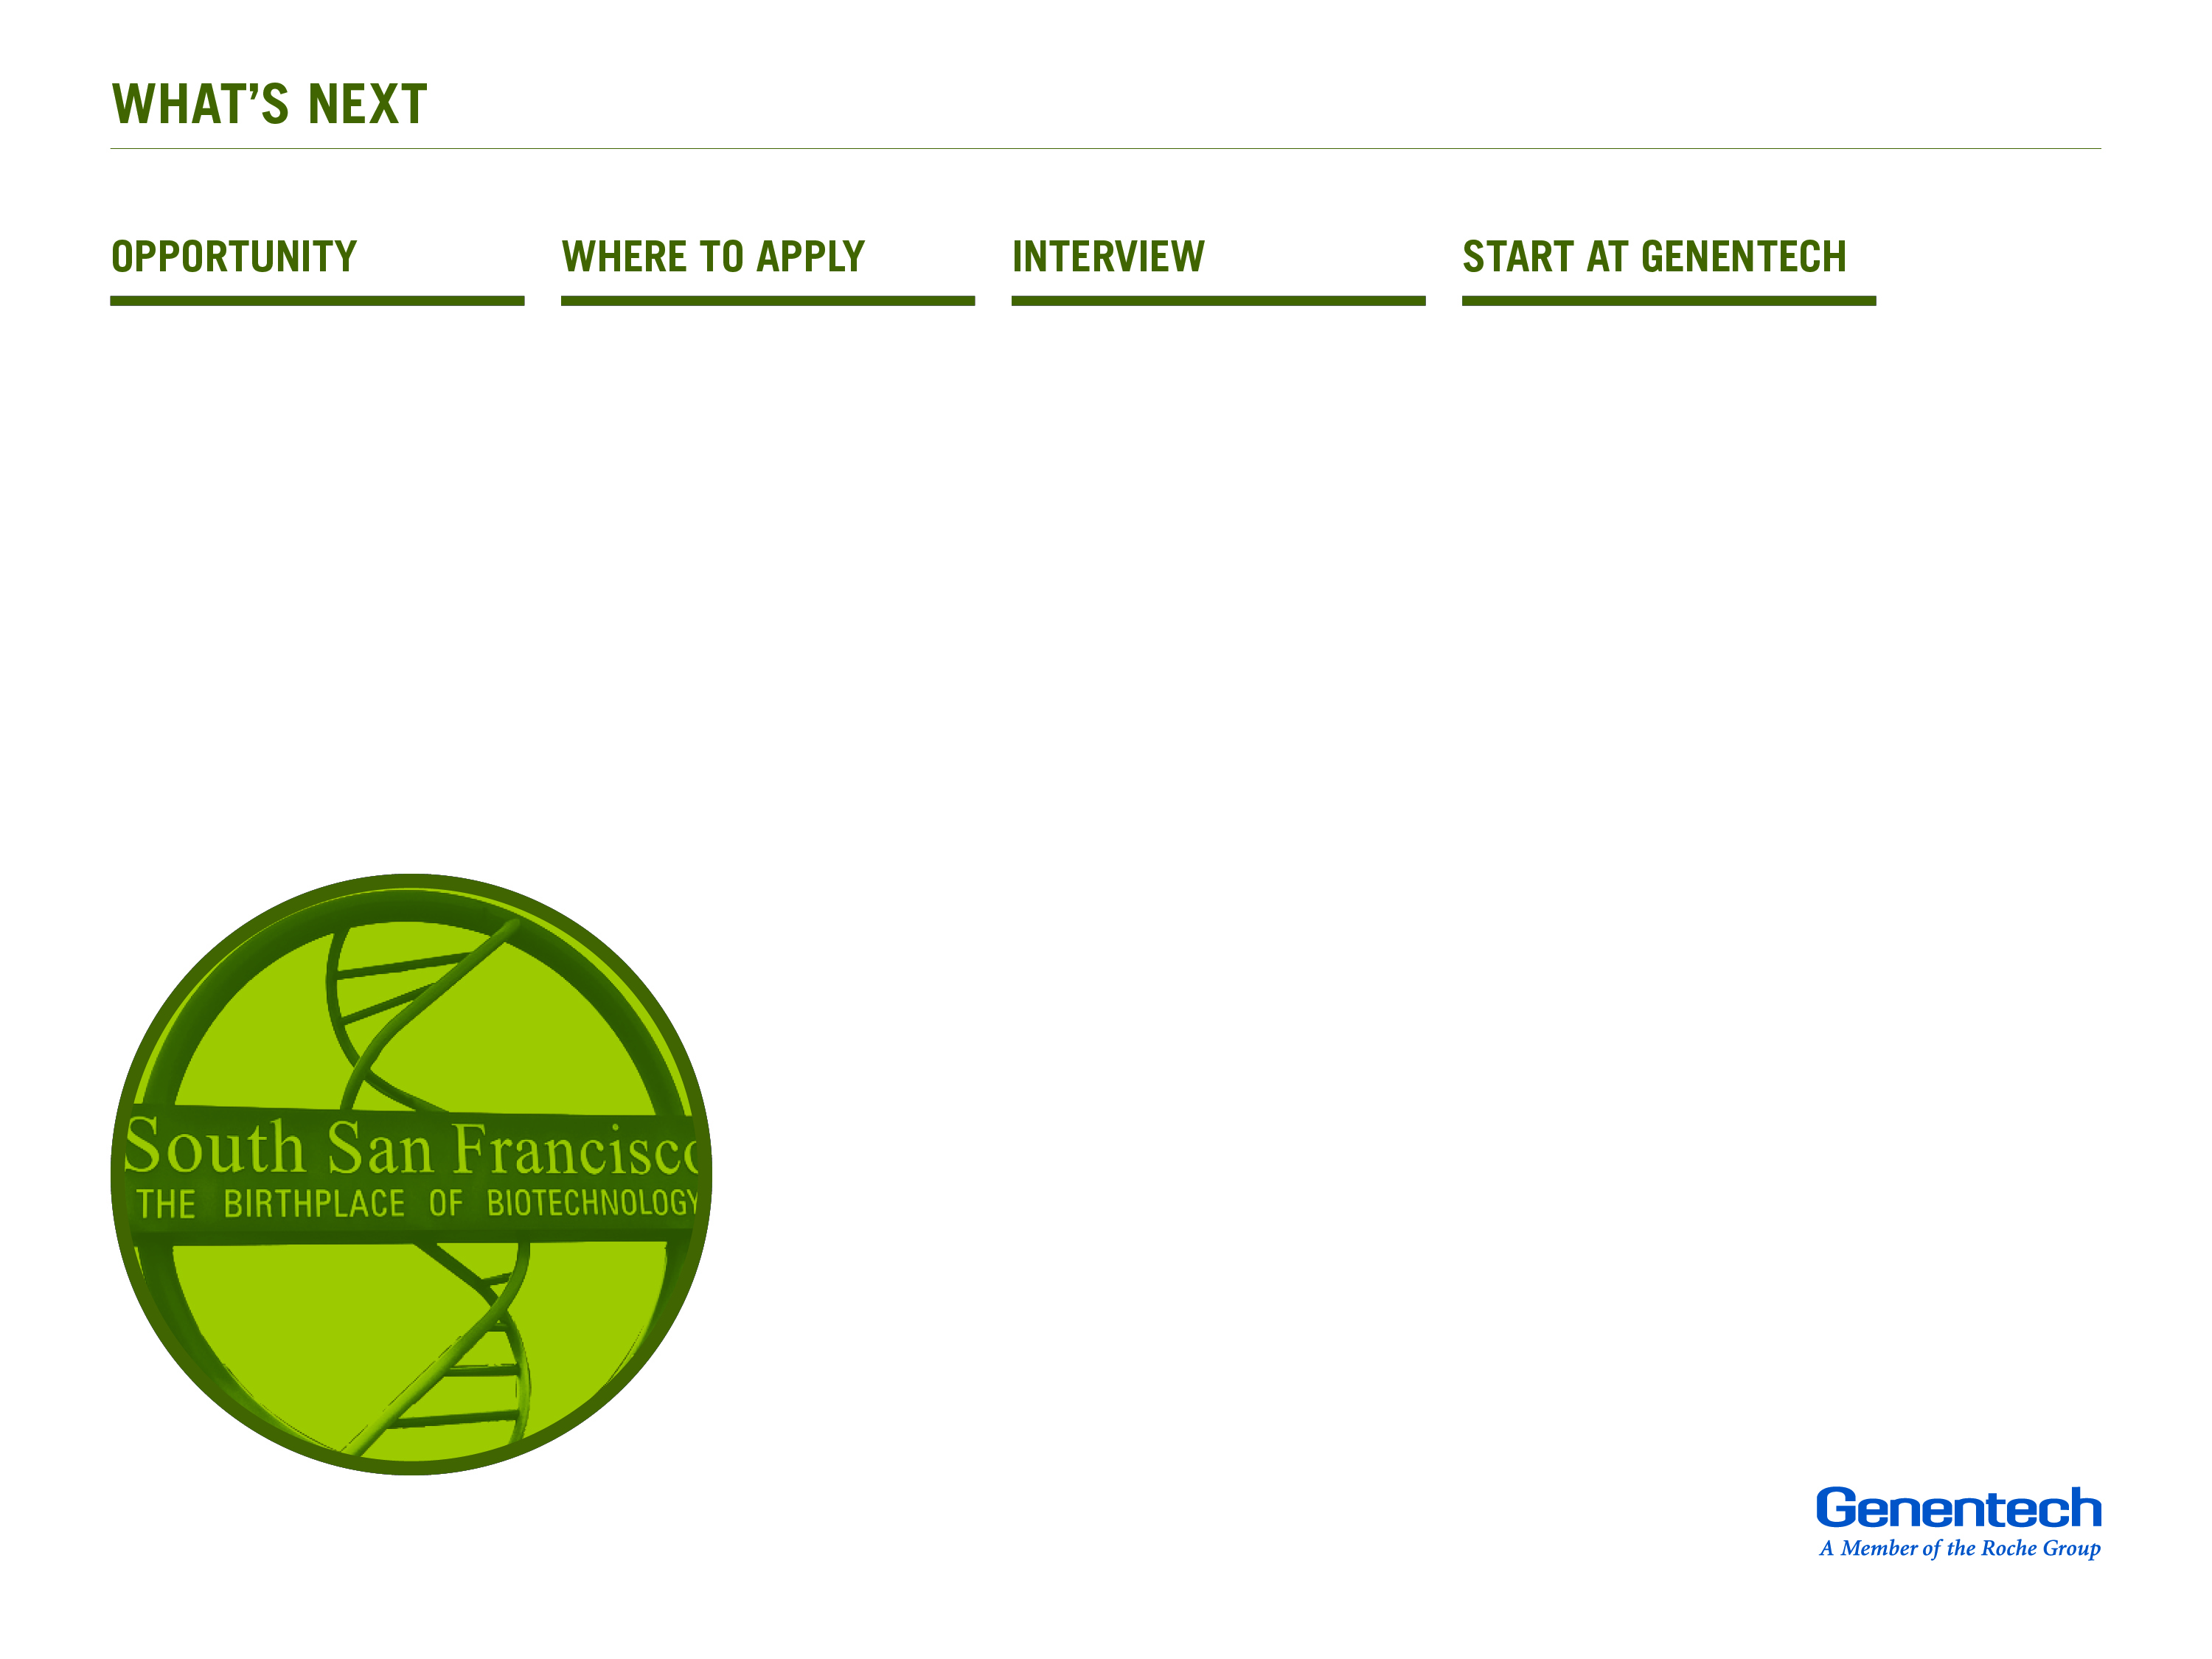 WHAT’S NEXT
OPPORTUNITY
WHERE TO APPLY
INTERVIEW
START AT GENENTECH
South San Francisco
THE BIRTHPLACE OF BIOTECHNOLOGY
Genentech
A Member of the Roche Group